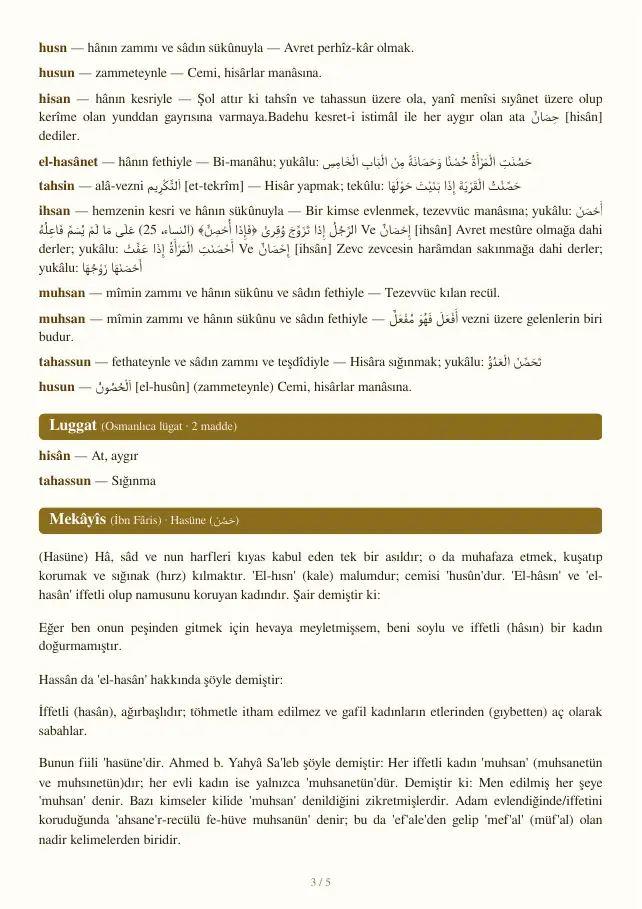 husn — hânın zammı ve sâdın sükûnuyla — Avret perhîz-kâr olmak.
husun — zammeteynle — Cemi, hisârlar manâsına.
hisan — hânın kesriyle — Şol attır ki tahsîn ve tahassun üzere ola, yanî menîsi sıyânet üzere olup
kerîme olan yunddan gayrısına varmaya.Badehu kesret-i istimâl ile her aygır olan ata حِصَانٌ [hisân]
dediler.
el-hasânet — hânın fethiyle — Bi-manâhu; yukâlu: حَصُنَتِ الْمَرْأَةُ حُصْنًا وَحَصَانَةً مِنَ الْبَابِ الْخَامِسِ
tahsin — alâ-vezni اَلتَّكْرِيمِ [et-tekrîm] — Hisâr yapmak; tekûlu: حَصَّنْتُ الْقَرْيَةَ إِذَا بَنَيْتَ حَوْلَهَا
ihsan — hemzenin kesri ve hânın sükûnuyla — Bir kimse evlenmek, tezevvüc manâsına; yukâlu: أَحْصَنَ
الرَّجُلُ إِذَا تَزَوَّجَ وَقُرِئَ ﴿فَإِذَا أُحْصِنَّ﴾ (النساء، 25) عَلَى مَا لَمْ يُسَمَّ فَاعِلُهُ Ve إِحْصَانٌ [ihsân] Avret mestûre olmağa dahi
derler; yukâlu: أَحْصَنَتِ الْمَرْأَةُ إِذَا عَفَّتْ Ve إِحْصَانٌ [ihsân] Zevc zevcesin harâmdan sakınmağa dahi derler;
yukâlu: أَحْصَنَهَا زَوْجُهَا
muhsan — mîmin zammı ve hânın sükûnu ve sâdın fethiyle — Tezevvüc kılan recül.
muhsan — mîmin zammı ve hânın sükûnu ve sâdın fethiyle — أَفْعَلَ فَهُوَ مُفْعَلٌ vezni üzere gelenlerin biri
budur.
tahassun — fethateynle ve sâdın zammı ve teşdîdiyle — Hisâra sığınmak; yukâlu: تَحَصَّنَ الْعَدُوُّ
husun — اَلْحُصُونُ [el-husûn] (zammeteynle) Cemi, hisârlar manâsına.
Luggat (Osmanlıca lügat · 2 madde)
hisân — At, aygır
tahassun — Sığınma
Mekâyîs (İbn Fâris) · Hasüne (حَصُنَ)
(Hasüne) Hâ, sâd ve nun harfleri kıyas kabul eden tek bir asıldır; o da muhafaza etmek, kuşatıp
korumak ve sığınak (hırz) kılmaktır. 'El-hısn' (kale) malumdur; cemisi 'husûn'dur. 'El-hâsın' ve 'el-
hasân' iffetli olup namusunu koruyan kadındır. Şair demiştir ki:
Eğer ben onun peşinden gitmek için hevaya meyletmişsem, beni soylu ve iffetli (hâsın) bir kadın
doğurmamıştır.
Hassân da 'el-hasân' hakkında şöyle demiştir:
İffetli (hasân), ağırbaşlıdır; töhmetle itham edilmez ve gafil kadınların etlerinden (gıybetten) aç olarak
sabahlar.
Bunun fiili 'hasüne'dir. Ahmed b. Yahyâ Sa'leb şöyle demiştir: Her iffetli kadın 'muhsan' (muhsanetün
ve muhsınetün)dır; her evli kadın ise yalnızca 'muhsanetün'dür. Demiştir ki: Men edilmiş her şeye
'muhsan' denir. Bazı kimseler kilide 'muhsan' denildiğini zikretmişlerdir. Adam evlendiğinde/iffetini
koruduğunda 'ahsane'r-recülü fe-hüve muhsanün' denir; bu da 'ef'ale'den gelip 'mef'al' (müf'al) olan
nadir kelimelerden biridir.
3 / 5